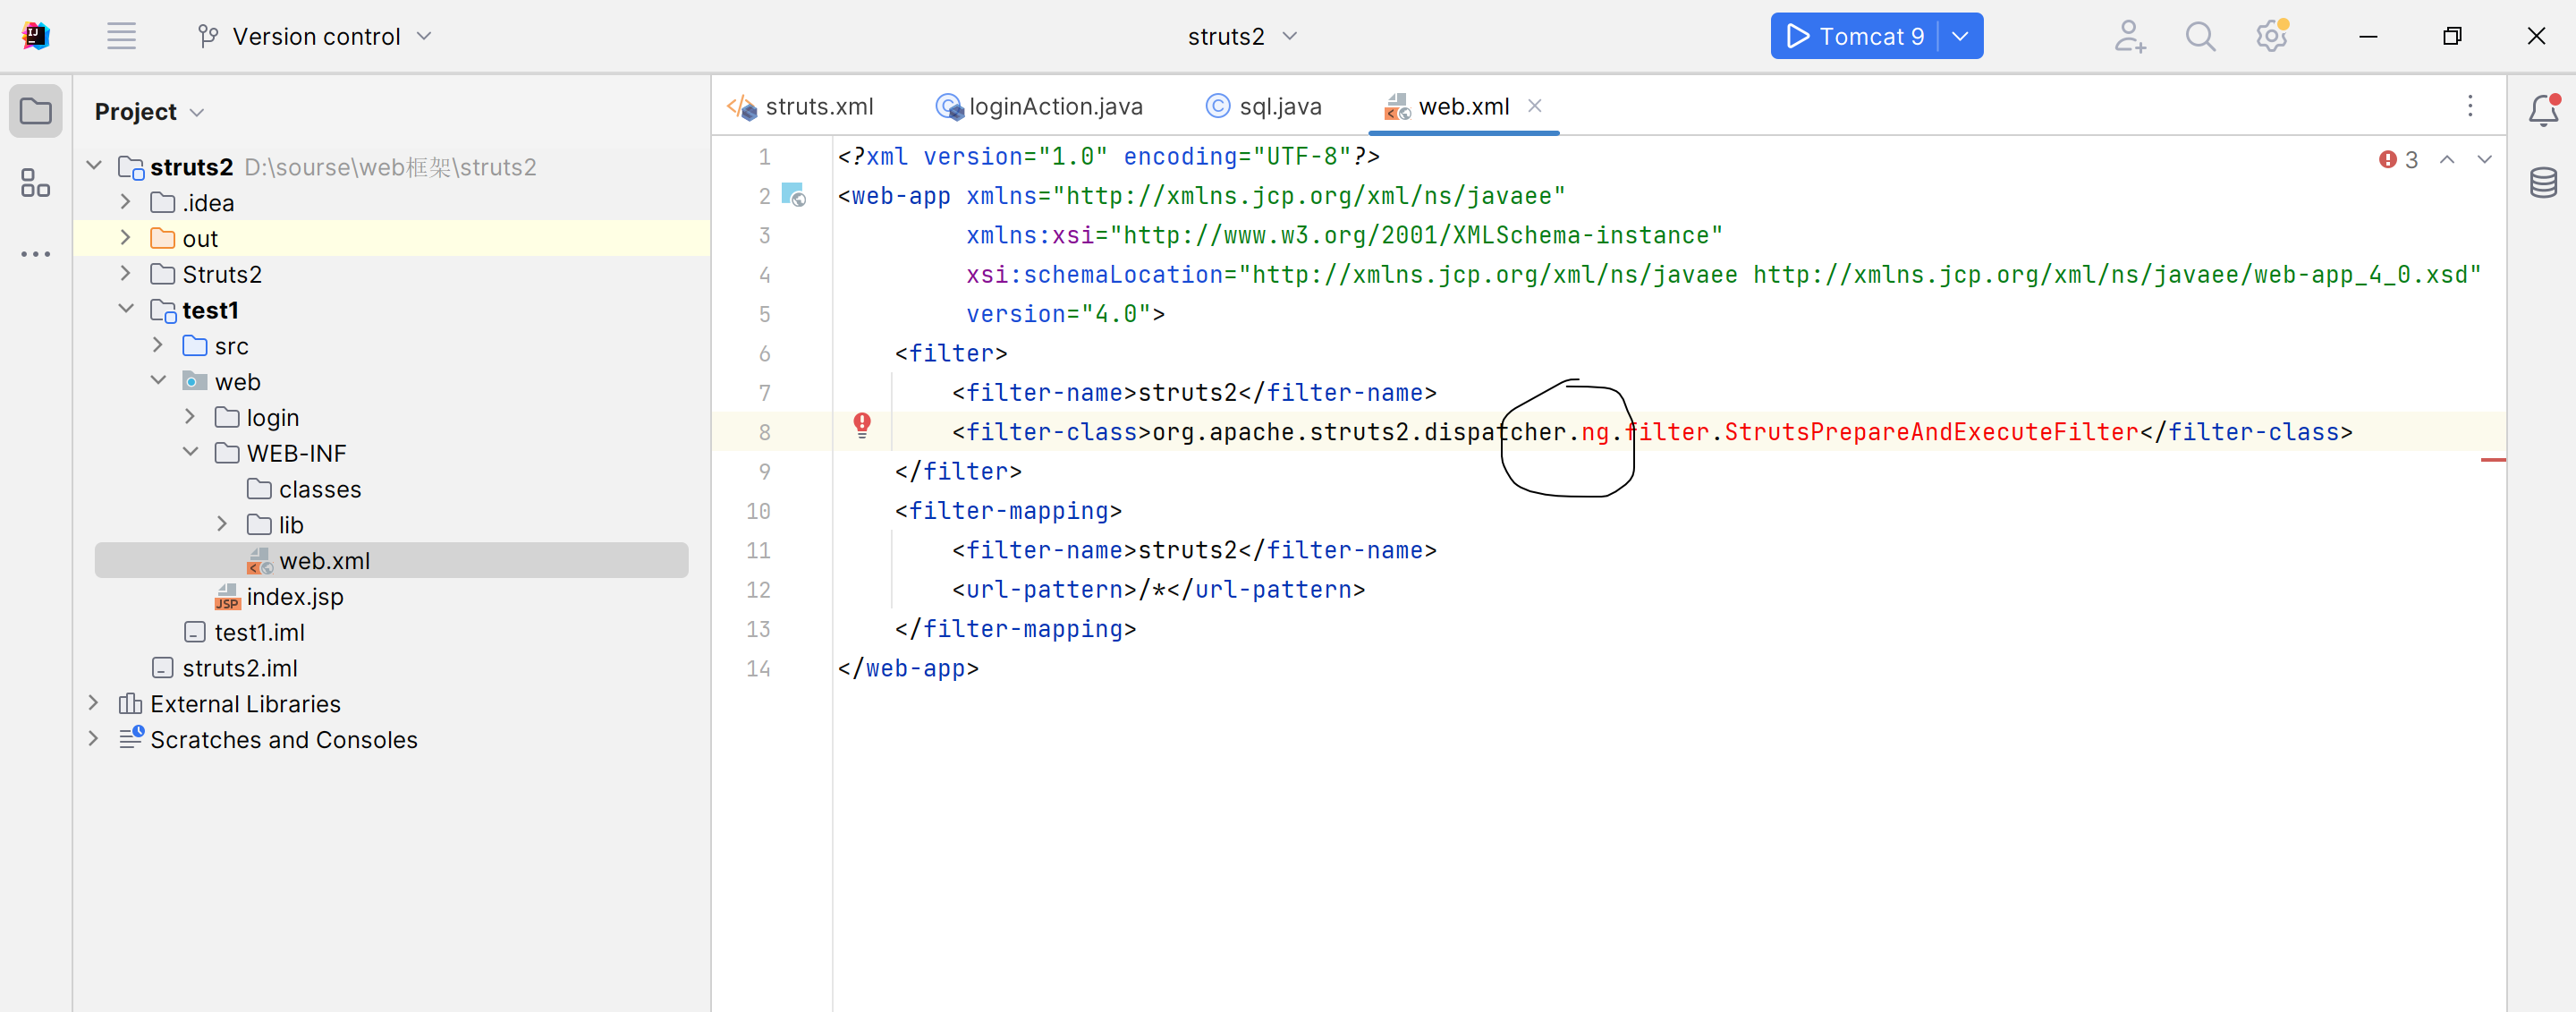 Version control
struts2
Tomcat 9
Project
struts.xml
loginAction.java
sql.java
web.xml
struts2 D:\sourse\web框架\struts2
.idea
out
Struts2
test1
src
web
login
WEB-INF
classes
lib
web.xml
index.jsp
test1.iml
struts2.iml
External Libraries
Scratches and Consoles
3
1 <?xml version="1.0" encoding="UTF-8"?>
2 <web-app xmlns="http://xmlns.jcp.org/xml/ns/javaee"
3 xmlns:xsi="http://www.w3.org/2001/XMLSchema-instance"
4 xsi:schemaLocation="http://xmlns.jcp.org/xml/ns/javaee http://xmlns.jcp.org/xml/ns/javaee/web-app_4_0.xsd"
5 version="4.0">
6 <filter>
7 <filter-name>struts2</filter-name>
8 <filter-class>org.apache.struts2.dispatcher.ng.filter.StrutsPrepareAndExecuteFilter</filter-class>
9 </filter>
10 <filter-mapping>
11 <filter-name>struts2</filter-name>
12 <url-pattern>/*</url-pattern>
13 </filter-mapping>
14 </web-app>